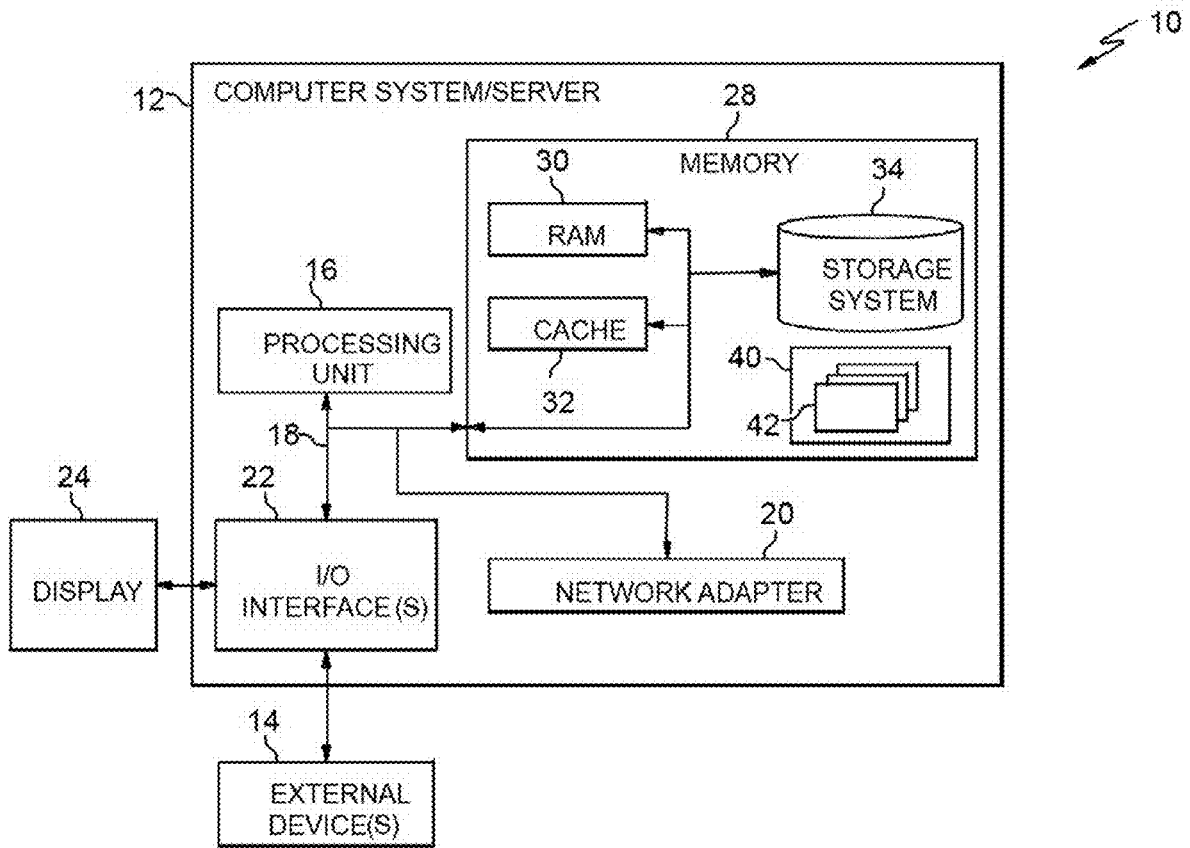 10
12
COMPUTER SYSTEM/SERVER
28
MEMORY
30
RAM
34
STORAGE
SYSTEM
16
PROCESSING
UNIT
CACHE
32
40
42
18
24
DISPLAY
22
I/O
INTERFACE(S)
20
NETWORK ADAPTER
14
EXTERNAL
DEVICE(S)